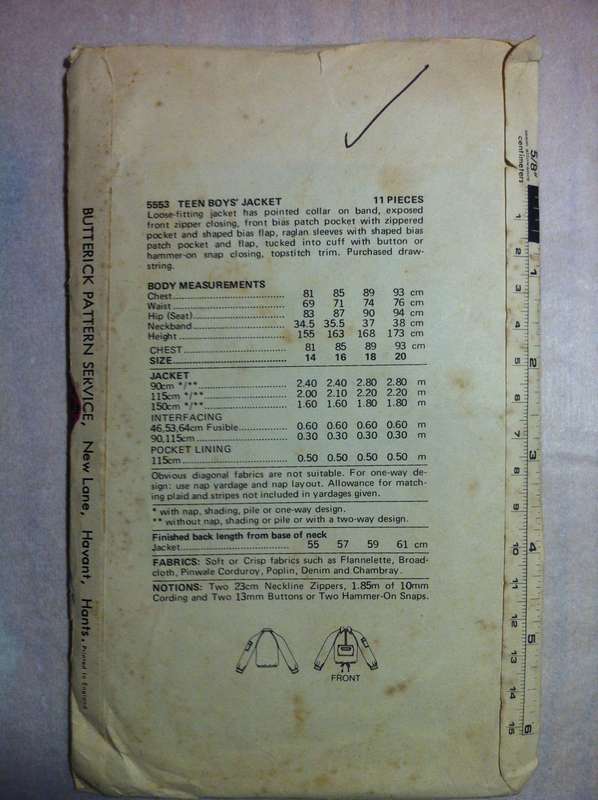 5553 TEEN BOYS' JACKET 11 PIECES
Loose-fitting jacket has pointed collar on band, exposed
front zipper closing, front bias patch pocket with zippered
pocket and shaped bias flap, raglan sleeves with shaped bias
patch pocket and flap, tucked into cuff with button or
hammer-on snap closing, topstitch trim. Purchased draw-
string.
BODY MEASUREMENTS
Chest 81 85 89 93 cm
Waist 69 71 74 76 cm
Hip (Seat) 83 87 90 94 cm
Neckband 34.5 35.5 37 38 cm
Height 155 163 168 173 cm
CHEST 81 85 89 93 cm
SIZE 14 16 18 20
JACKET
90cm */** 2.40 2.40 2.80 2.80 m
115cm */** 2.00 2.10 2.20 2.20 m
150cm */** 1.60 1.60 1.80 1.80 m
INTERFACING
46,53,64cm Fusible 0.60 0.60 0.60 0.60 m
90,115cm 0.30 0.30 0.30 0.30 m
POCKET LINING
115cm 0.50 0.50 0.50 0.50 m
Obvious diagonal fabrics are not suitable. For one-way de-
sign: use nap yardage and nap layout. Allowance for match-
ing plaid and stripes not included in yardages given.
* with nap, shading, pile or one-way design.
** without nap, shading or pile or with a two-way design.
Finished back length from base of neck
Jacket 55 57 59 61 cm
FABRICS: Soft or Crisp fabrics such as Flannelette, Broad-
cloth, Pinwale Corduroy, Poplin, Denim and Chambray.
NOTIONS: Two 23cm Neckline Zippers, 1.85m of 10mm
Cording and Two 13mm Buttons or Two Hammer-On Snaps.
FRONT
BUTTERICK PATTERN SERVICE, New Lane, Havant, Hants. Printed in England
5/8"
centimeters
1 2 3 4 5 6 7 8 9 10 11 12 13 14 15
1 2 3 4 5 6